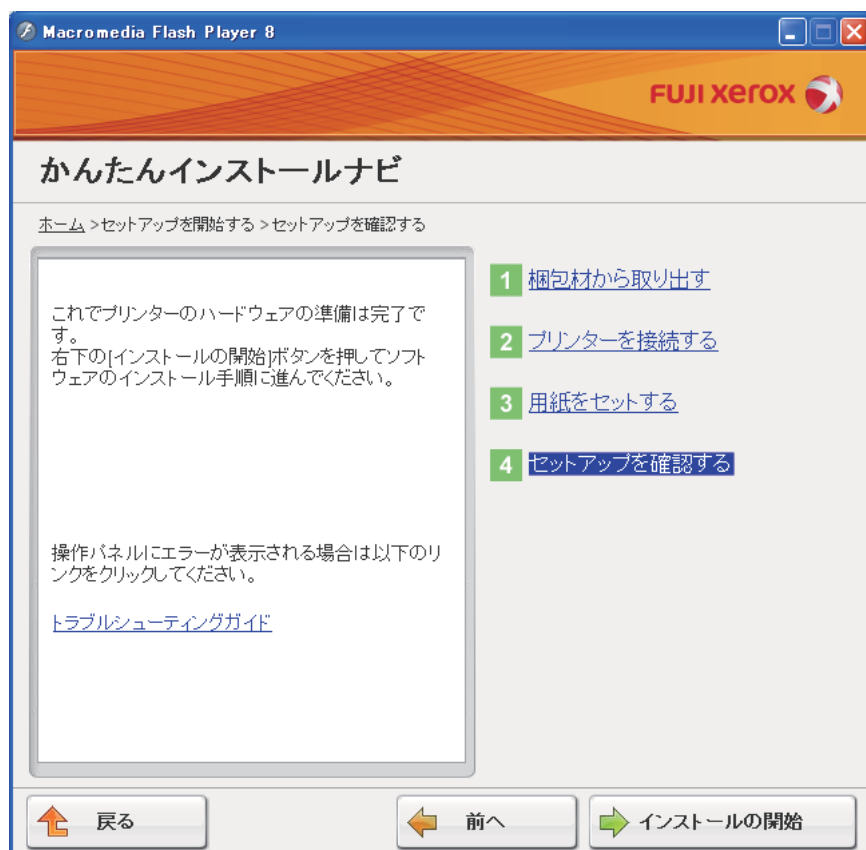 Macromedia Flash Player 8
FUJI xerox
かんたんインストールナビ
ホーム >セットアップを開始する >セットアップを確認する
これでプリンターのハードウェアの準備は完了で
す。
右下の[インストールの開始]ボタンを押してソフト
ウェアのインストール手順に進んでください。
操作パネルにエラーが表示される場合は以下のリ
ンクをクリックしてください。
トラブルシューティングガイド
1 梱包材から取り出す
2 プリンターを接続する
3 用紙をセットする
4 セットアップを確認する
戻る
前へ
インストールの開始